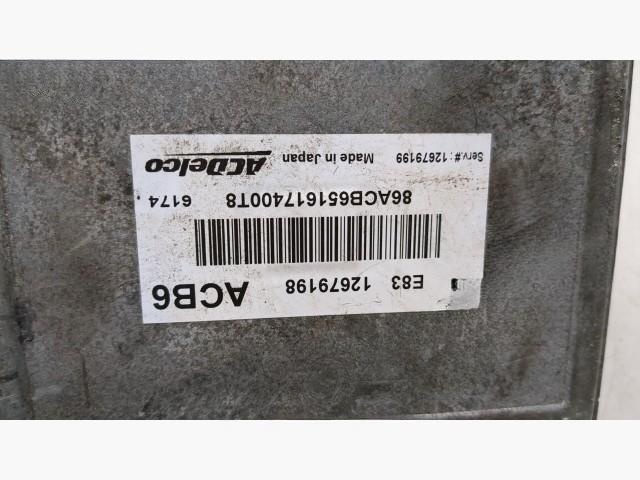 E83 12679198 ACB6
86ACB651617400T8 6174
Serv.#: 12679199 Made in Japan ACDelco